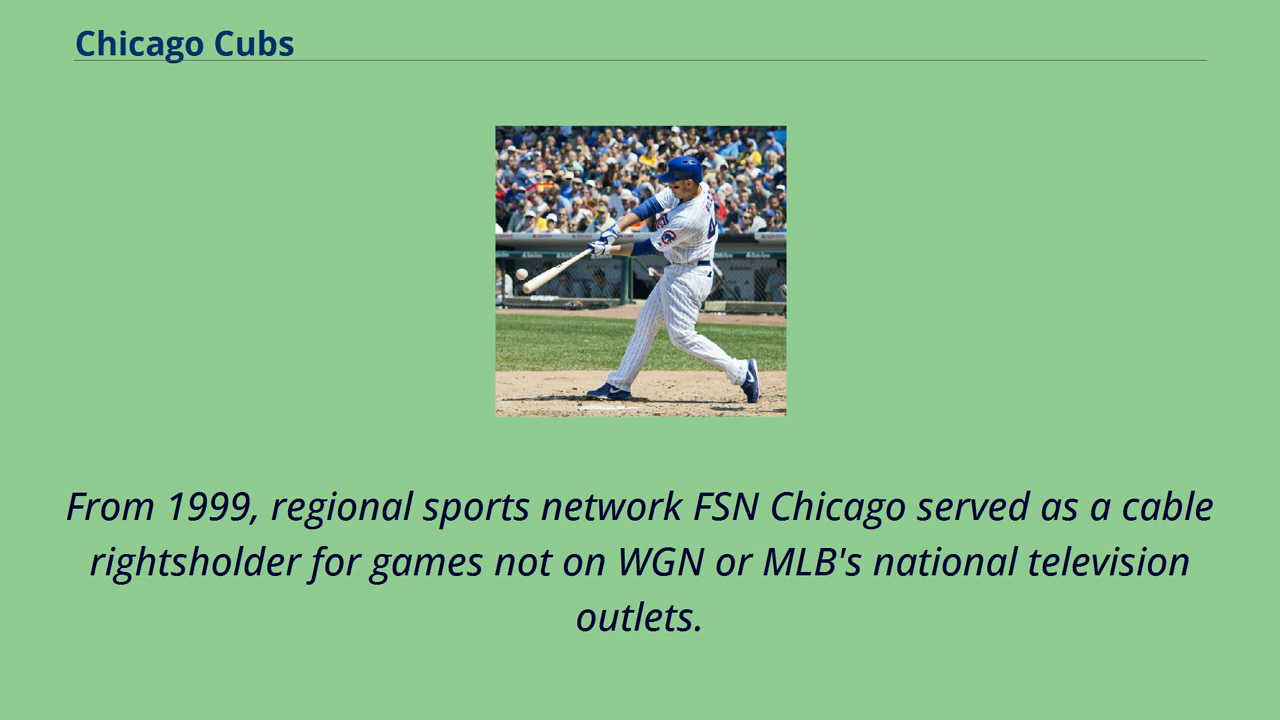 Chicago Cubs
From 1999, regional sports network FSN Chicago served as a cable
rightsholder for games not on WGN or MLB's national television
outlets.